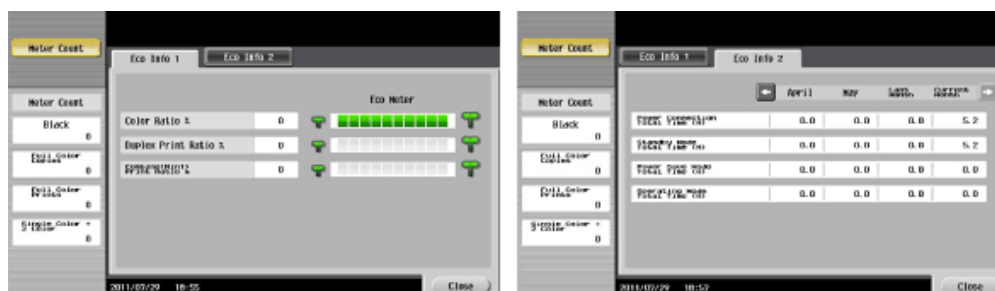 Meter Count
Eco Info 1
Eco Info 2
Meter Count
Eco Meter
Black
0
Color Ratio %
0
Full Color
Copies
0
Duplex Print Ratio %
0
Combine(Nin1)
Print Ratio %
0
Full Color
Prints
0
Single Color +
2 Color
0
2011/07/29 18:55
Close
Meter Count
Eco Info 1
Eco Info 2
Meter Count
April
May
Last
Month
Current
Month
Black
0
Power Connection
Total Time (H)
0.0
0.0
0.0
5.2
Full Color
Copies
0
Standby Mode
Total Time (H)
0.0
0.0
0.0
5.2
Power Save Mode
Total Time (H)
0.0
0.0
0.0
0.0
Full Color
Prints
0
Operating Mode
Total Time (H)
0.0
0.0
0.0
0.0
Single Color +
2 Color
0
2011/07/29 18:57
Close